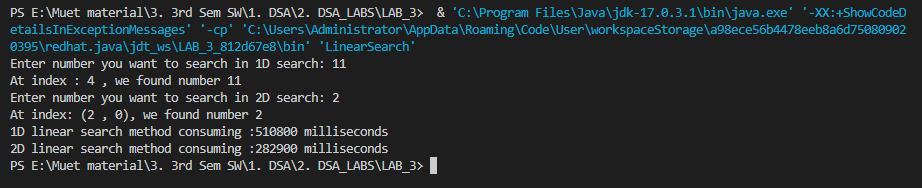 PS E:\Muet material\3. 3rd Sem SW\1. DSA\2. DSA_LABS\LAB_3>  & 'C:\Program Files\Java\jdk-17.0.3.1\bin\java.exe' '-XX:+ShowCodeD
etailsInExceptionMessages' '-cp' 'C:\Users\Administrator\AppData\Roaming\Code\User\workspaceStorage\a98ece56b4478eeb8a6d75080902
0395\redhat.java\jdt_ws\LAB_3_812d67e8\bin' 'LinearSearch'
Enter number you want to search in 1D search: 11
At index : 4 , we found number 11
Enter number you want to search in 2D search: 2
At index: (2 , 0), we found number 2
1D linear search method consuming :510800 milliseconds
2D linear search method consuming :282900 milliseconds
PS E:\Muet material\3. 3rd Sem SW\1. DSA\2. DSA_LABS\LAB_3>